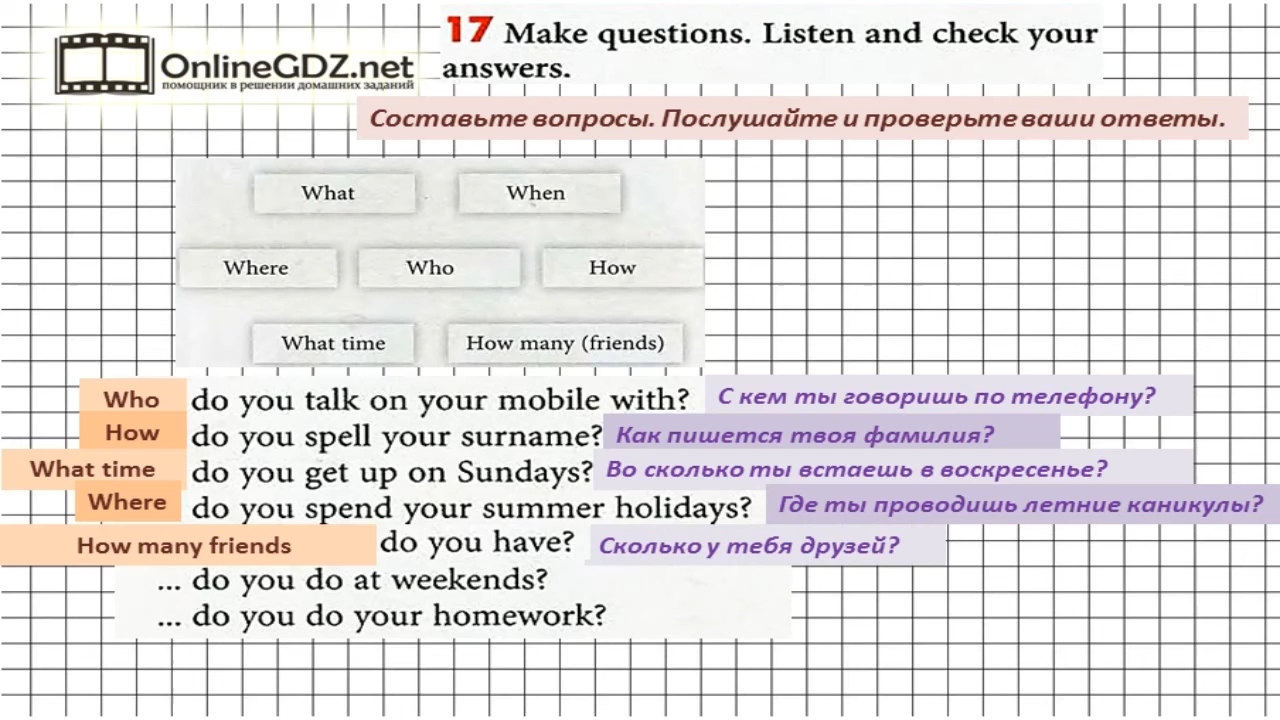 OnlineGDZ.net
помощник в решении домашних заданий
17 Make questions. Listen and check your
answers.
Составьте вопросы. Послушайте и проверьте ваши ответы.
What When
Where Who How
What time How many (friends)
Who do you talk on your mobile with? С кем ты говоришь по телефону?
How do you spell your surname? Как пишется твоя фамилия?
What time do you get up on Sundays? Во сколько ты встаешь в воскресенье?
Where do you spend your summer holidays? Где ты проводишь летние каникулы?
How many friends do you have? Сколько у тебя друзей?
... do you do at weekends?
... do you do your homework?